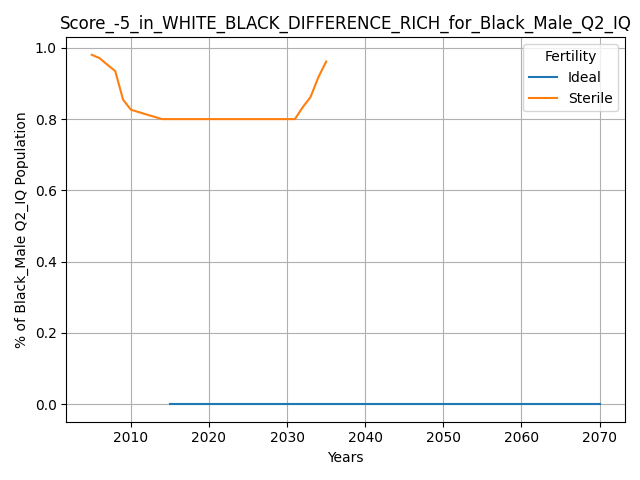 Score_-5_in_WHITE_BLACK_DIFFERENCE_RICH_for_Black_Male_Q2_IQ
Fertility
Ideal
Sterile
% of Black_Male Q2_IQ Population
1.0
0.8
0.6
0.4
0.2
0.0
2010 2020 2030 2040 2050 2060 2070
Years